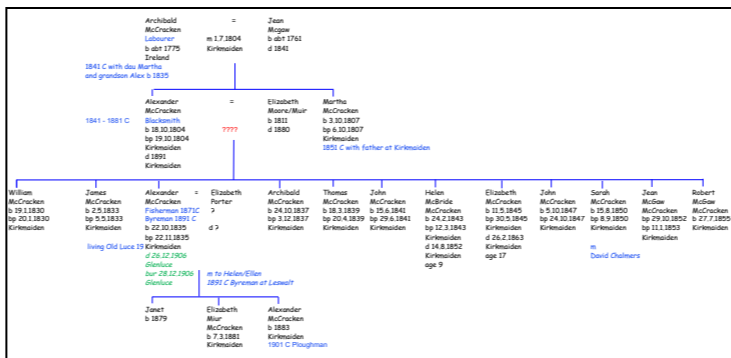 Archibald = Jean
McCracken Mcgaw
Labourer m 1.7.1804 b abt 1761
b abt 1775 Kirkmaiden d 1841
Ireland
1841 C with dau Martha
and grandson Alex b 1835
Alexander = Elizabeth Martha
McCracken Moore/Muir McCracken
1841 - 1881 C Blacksmith b 1811 b 3.10.1807
b 18.10.1804 ???? d 1880 bp 6.10.1807
bp 19.10.1804 Kirkmaiden
Kirkmaiden 1851 C with father at Kirkmaiden
d 1891
Kirkmaiden
William James Alexander = Elizabeth Archibald Thomas John Helen Elizabeth John Sarah Jean Robert
McCracken McCracken McCracken Porter McCracken McCracken McCracken McBride McCracken McCracken McCracken McGaw McGaw
b 19.1.1830 b 2.5.1833 Fisherman 1871C ? b 24.10.1837 b 18.3.1839 b 15.6.1841 McCracken b 11.5.1845 b 5.10.1847 b 15.8.1850 McCracken McCracken
bp 20.1.1830 bp 5.5.1833 Byreman 1891 C bp 3.12.1837 bp 20.4.1839 bp 29.6.1841 b 24.2.1843 bp 30.5.1845 bp 24.10.1847 bp 8.9.1850 b 29.10.1852 b 27.7.1855
Kirkmaiden Kirkmaiden b 22.10.1835 d ? Kirkmaiden Kirkmaiden Kirkmaiden bp 12.3.1843 Kirkmaiden Kirkmaiden Kirkmaiden bp 11.1.1853 Kirkmaiden
bp 22.11.1835 Kirkmaiden d 26.2.1863 Kirkmaiden
living Old Luce 19 Kirkmaiden d 14.8.1852 Kirkmaiden m
d 26.12.1906 Kirkmaiden age 17 David Chalmers
Glenluce age 9
bur 28.12.1906 m to Helen/Ellen
Glenluce 1891 C Byreman at Leswalt
Janet Elizabeth Alexander
b 1879 Miur McCracken
McCracken b 1883
b 7.3.1881 Kirkmaiden
Kirkmaiden 1901 C Ploughman